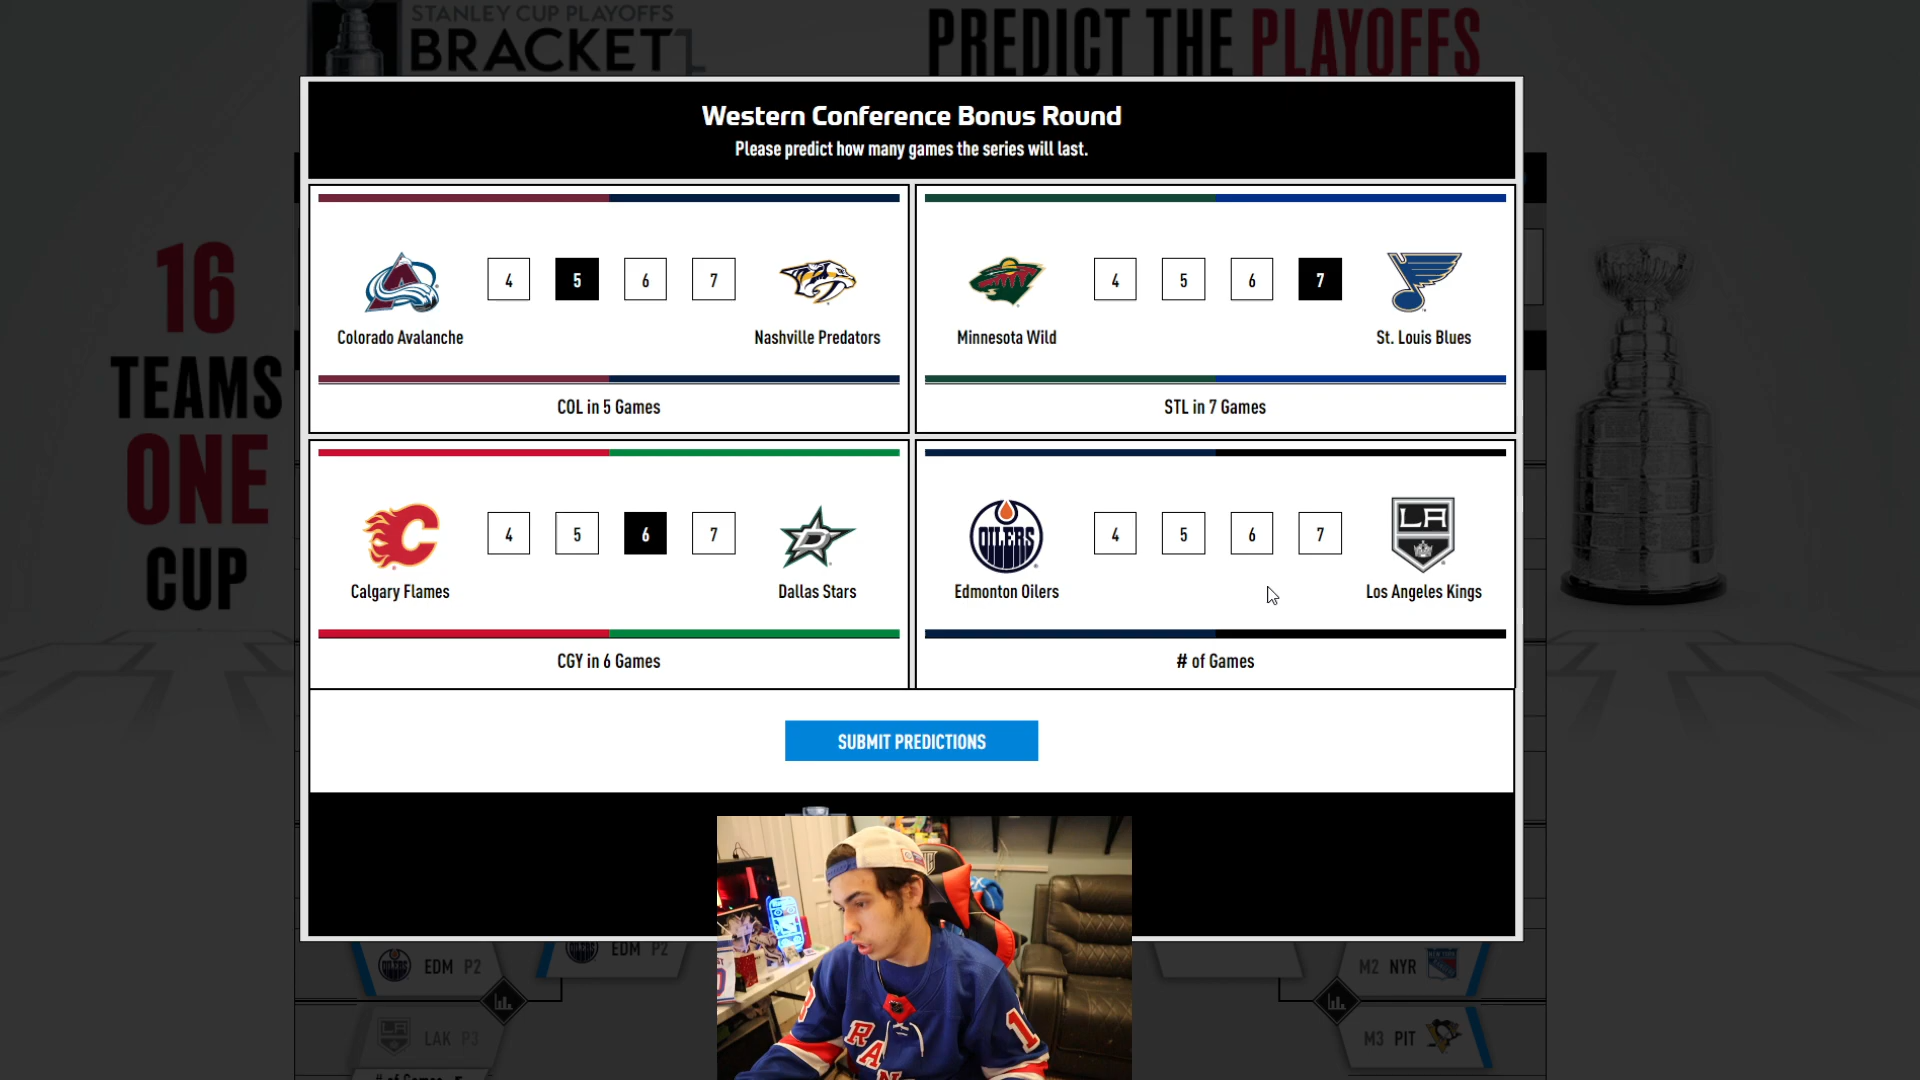 STANLEY CUP PLAYOFFS
BRACKET
PREDICT THE PLAYOFFS
Western Conference Bonus Round
Please predict how many games the series will last.
4 5 6 7
Colorado Avalanche
Nashville Predators
COL in 5 Games
4 5 6 7
Minnesota Wild
St. Louis Blues
STL in 7 Games
16
TEAMS
ONE
CUP
4 5 6 7
Calgary Flames
Dallas Stars
CGY in 6 Games
OILERS
4 5 6 7
LA
Edmonton Oilers
Los Angeles Kings
# of Games
SUBMIT PREDICTIONS
EDM P2
EDM P2
M2 NYR
LA
LAK P3
M3 PIT
RAN